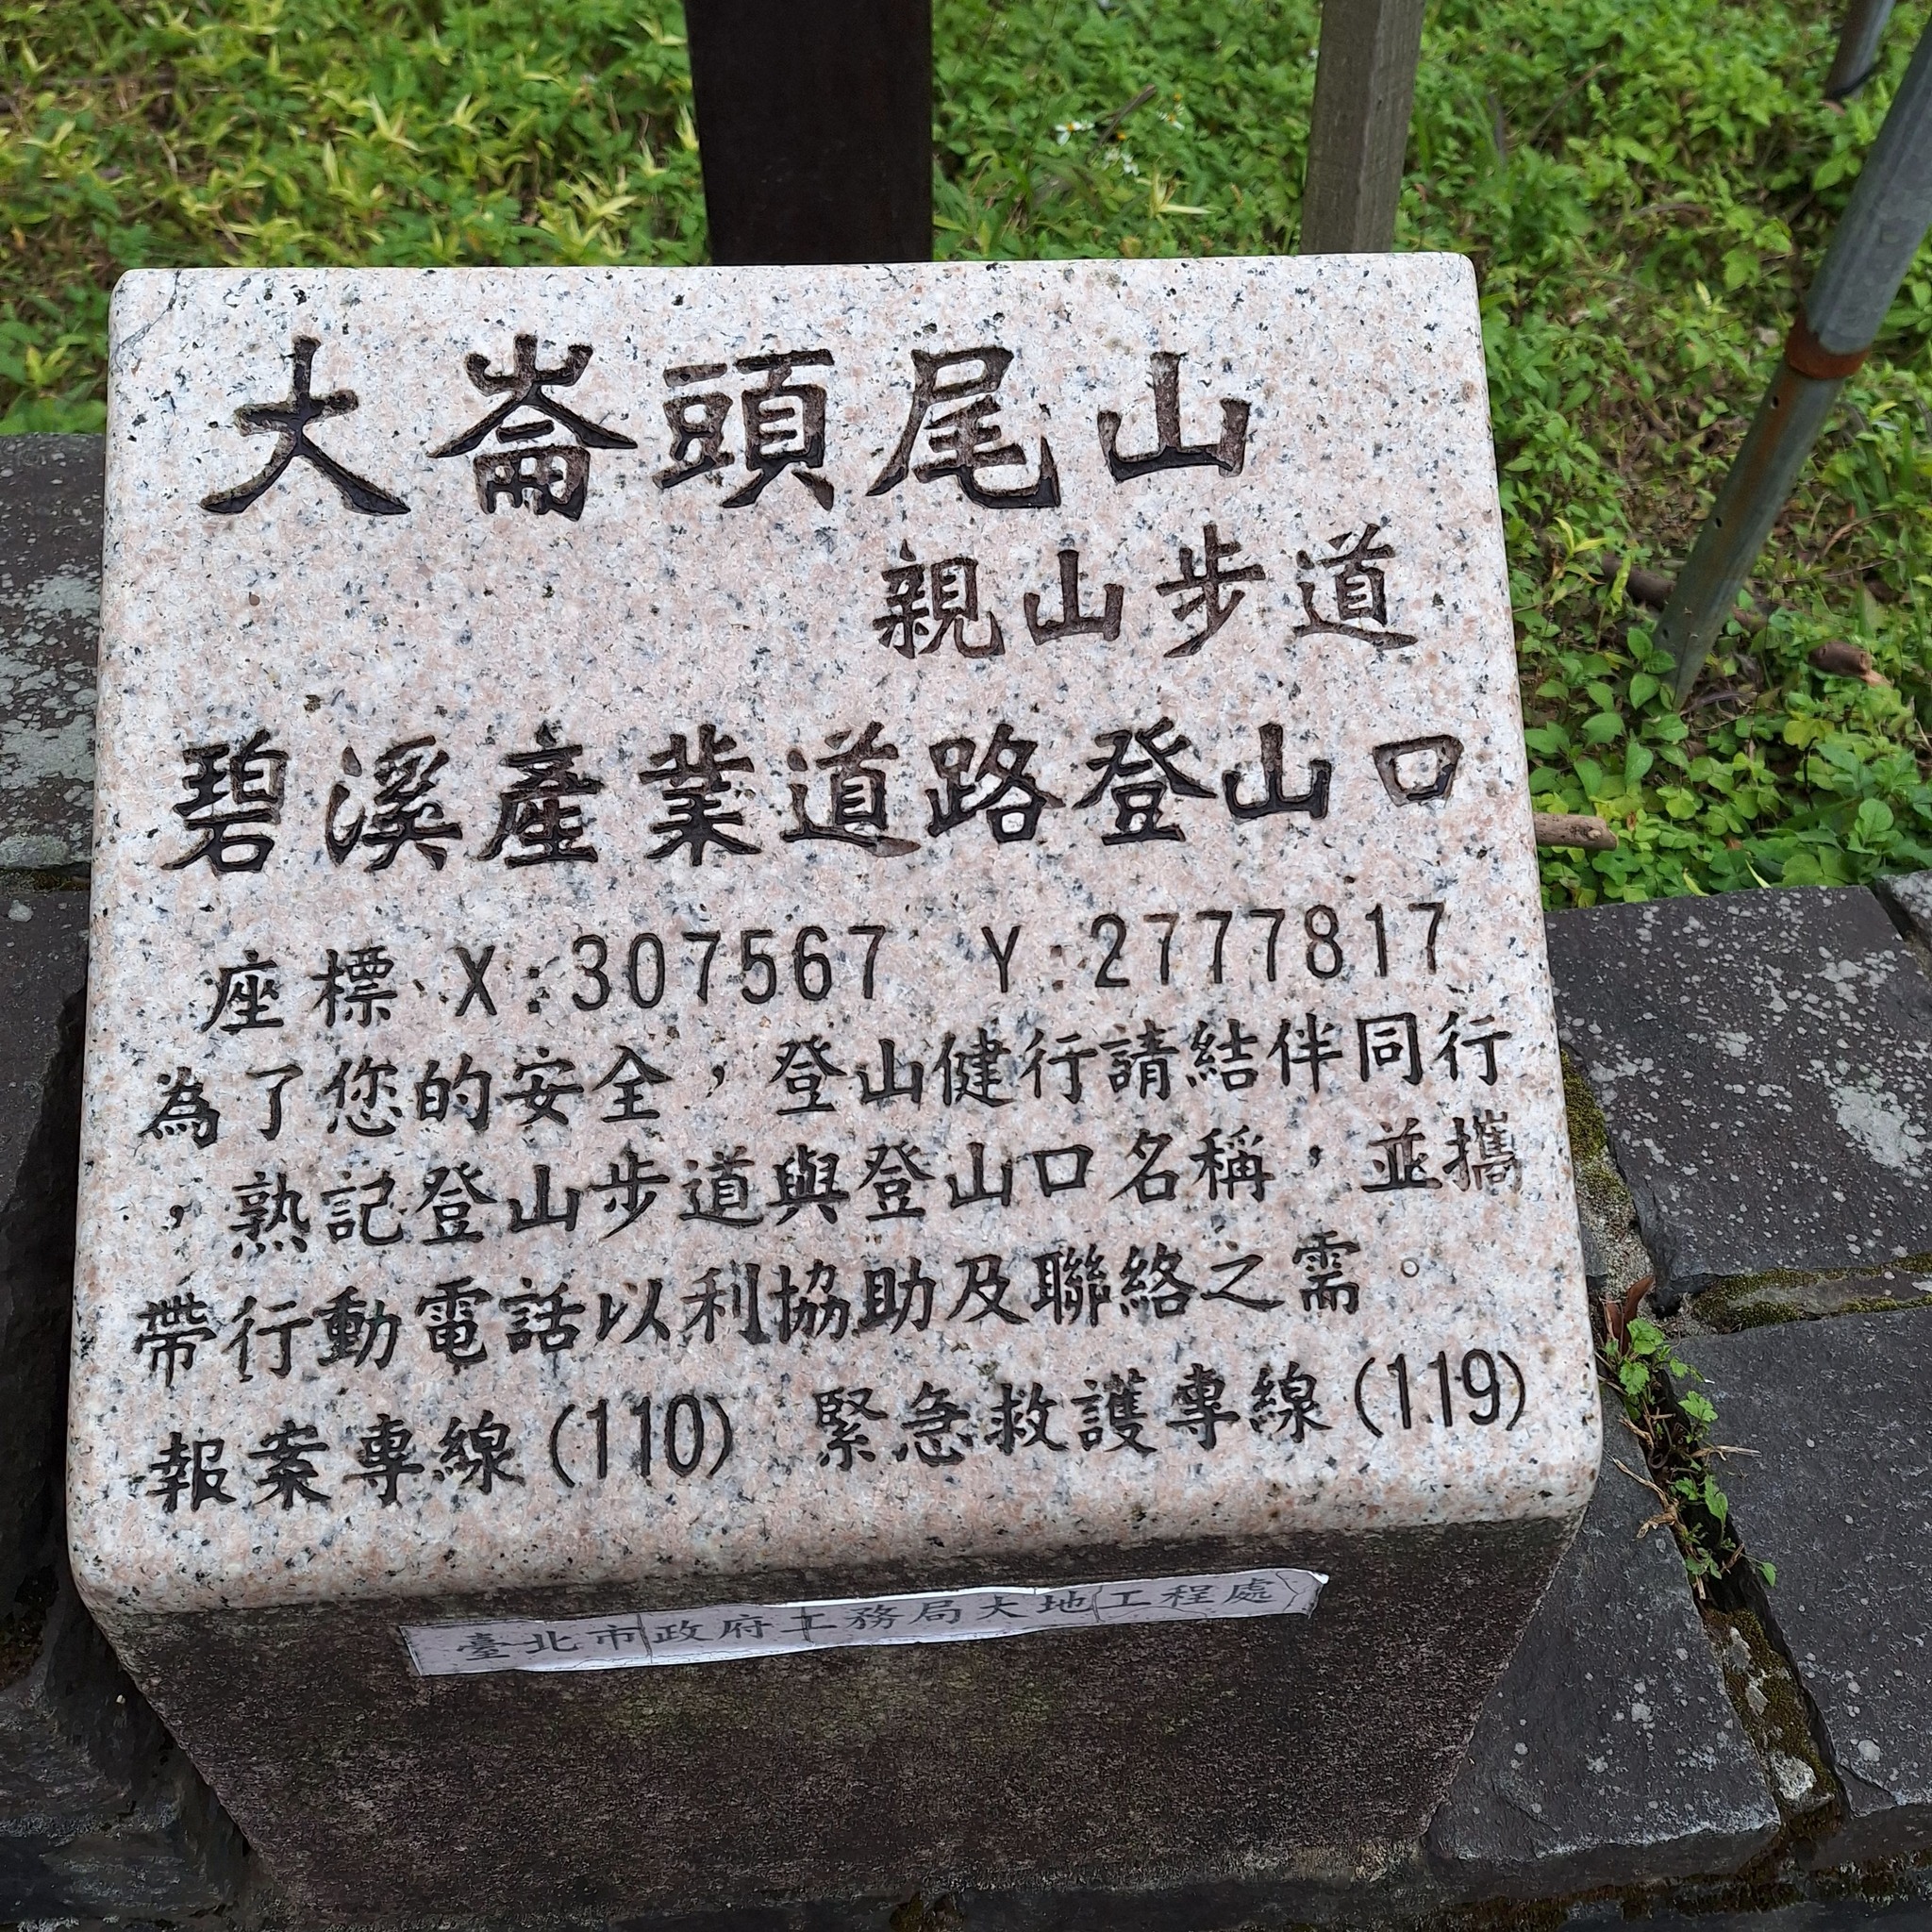 大崙頭尾山
親山步道
碧溪產業道路登山口
座標 X:307567 Y:2777817
為了您的安全，登山健行請結伴同行
，熟記登山步道與登山口名稱，並攜
帶行動電話以利協助及聯絡之需。
報案專線(110) 緊急救護專線(119)
臺北市政府工務局大地工程處